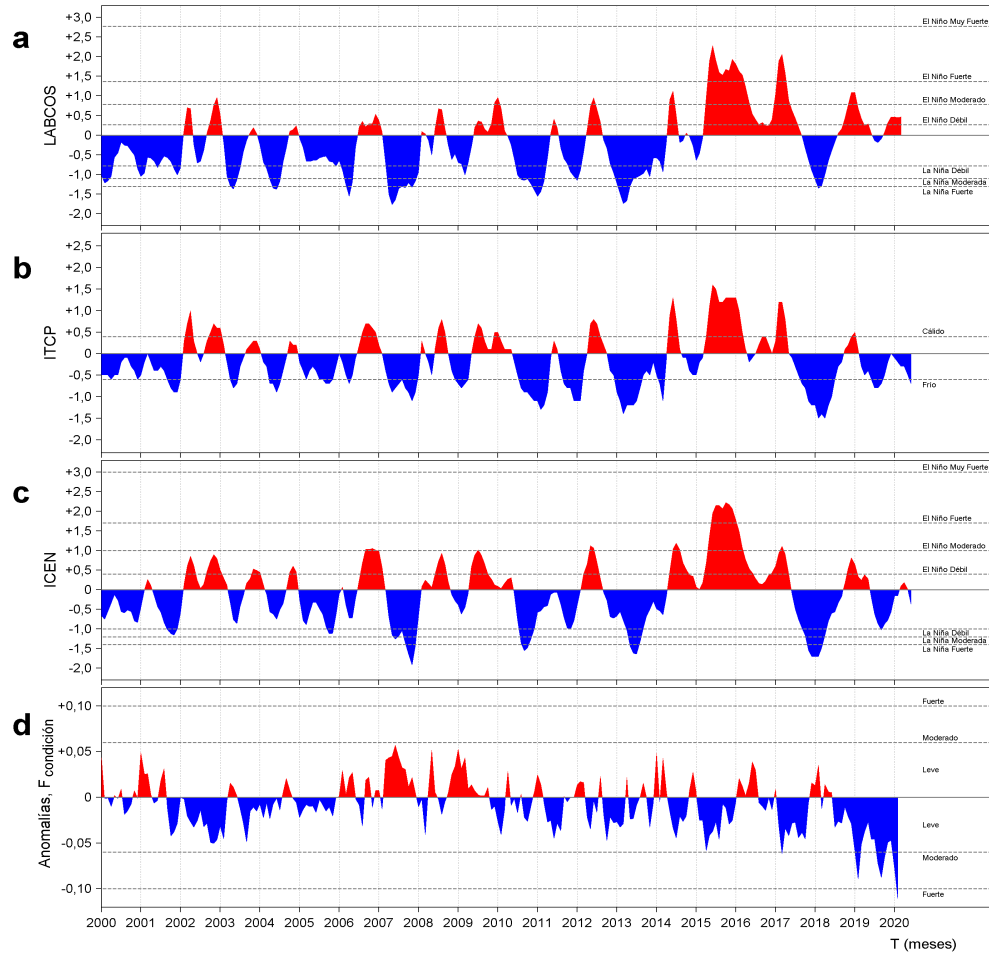 a
LABCOS
+3,0
+2,5
+2,0
+1,5
+1,0
+0,5
0
-0,5
-1,0
-1,5
-2,0
El Niño Muy Fuerte
El Niño Fuerte
El Niño Moderado
El Niño Débil
La Niña Débil
La Niña Moderada
La Niña Fuerte
b
ITCP
+2,5
+2,0
+1,5
+1,0
+0,5
0
-0,5
-1,0
-1,5
-2,0
Cálido
Frio
c
ICEN
+3,0
+2,5
+2,0
+1,5
+1,0
+0,5
0
-0,5
-1,0
-1,5
-2,0
El Niño Muy Fuerte
El Niño Fuerte
El Niño Moderado
El Niño Débil
La Niña Débil
La Niña Moderada
La Niña Fuerte
d
Anomalías, F condición
+0,10
+0,05
0
-0,05
-0,10
Fuerte
Moderado
Leve
Leve
Moderado
Fuerte
2000 2001 2002 2003 2004 2005 2006 2007 2008 2009 2010 2011 2012 2013 2014 2015 2016 2017 2018 2019 2020
T (meses)